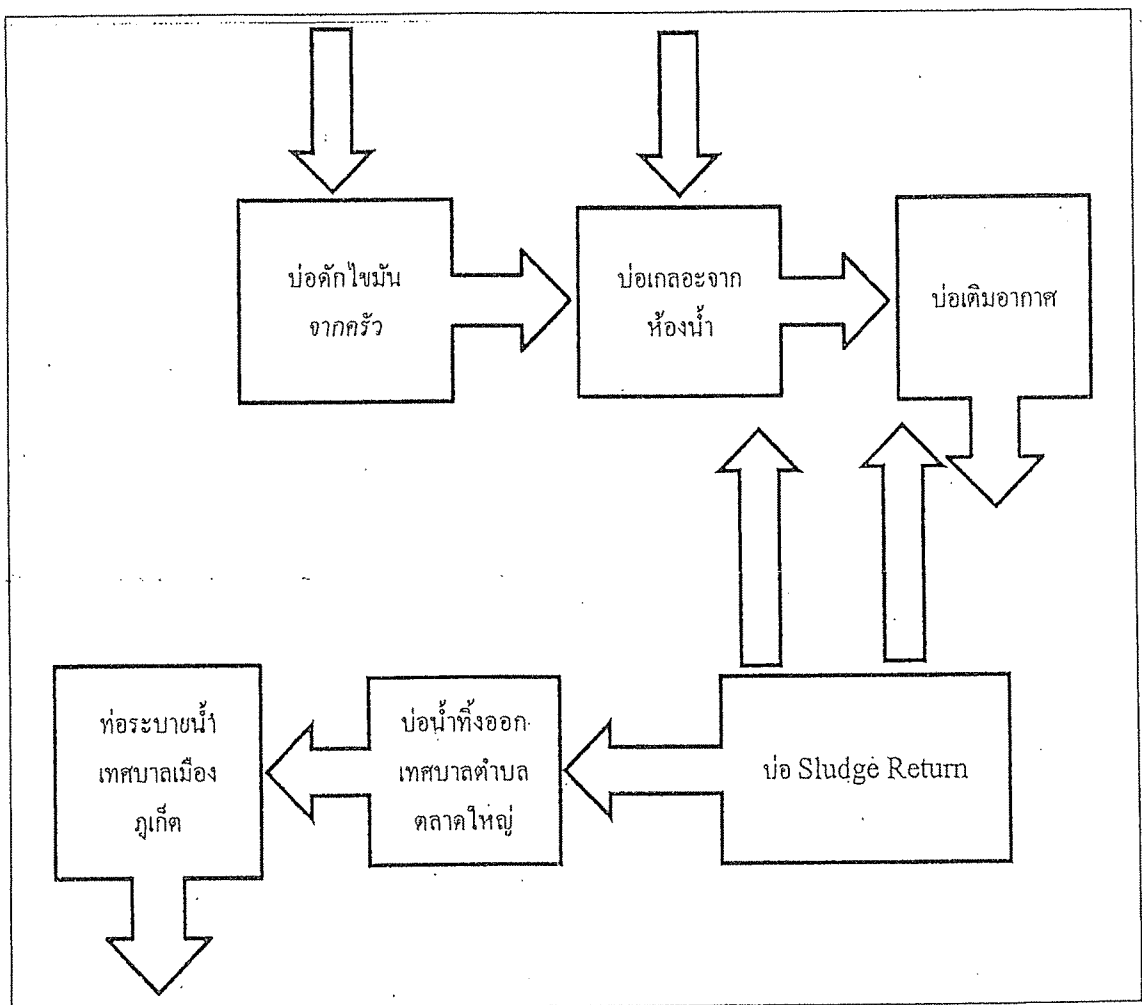 บ่อดักไขมัน
จากครัว
บ่อเกลอะจาก
ห้องน้ำ
บ่อเติมอากาศ
ท่อระบายน้ำ
เทศบาลเมือง
ภูเก็ต
บ่อน้ำทิ้งออก
เทศบาลตำบล
ตลาดใหญ่
บ่อ Sludge Return